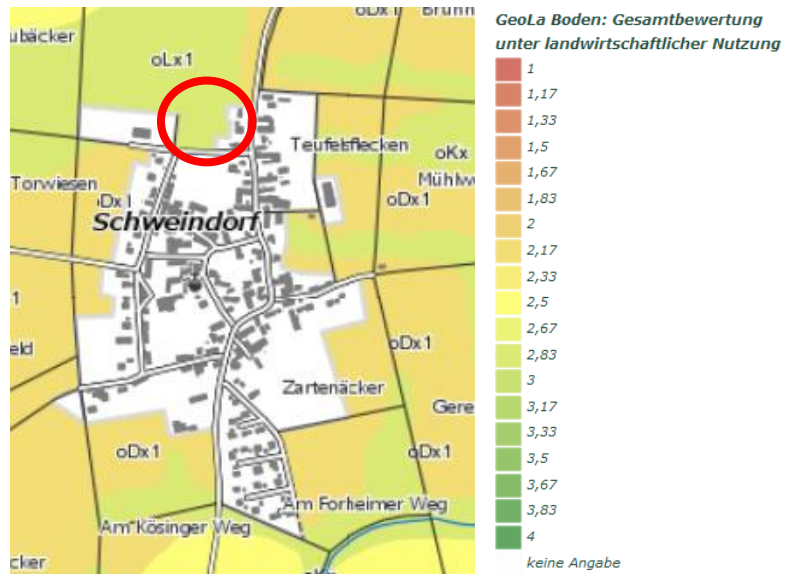 oDx1
Brunn
ubäcker
oLx1
Teufelsflecken
oKx
Torwiesen
Mühlw
oDx1
oDx1
Schweindorf
1
eld
oDx1
Zartenäcker
Gere
oDx1
oDx1
Am Forheimer Weg
Am Kösinger Weg
cker
GeoLa Boden: Gesamtbewertung
unter landwirtschaftlicher Nutzung
1
1,17
1,33
1,5
1,67
1,83
2
2,17
2,33
2,5
2,67
2,83
3
3,17
3,33
3,5
3,67
3,83
4
keine Angabe